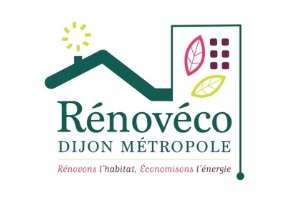 Rénovéco
DIJON MÉTROPOLE
Rénovons l'habitat, Économisons l'énergie